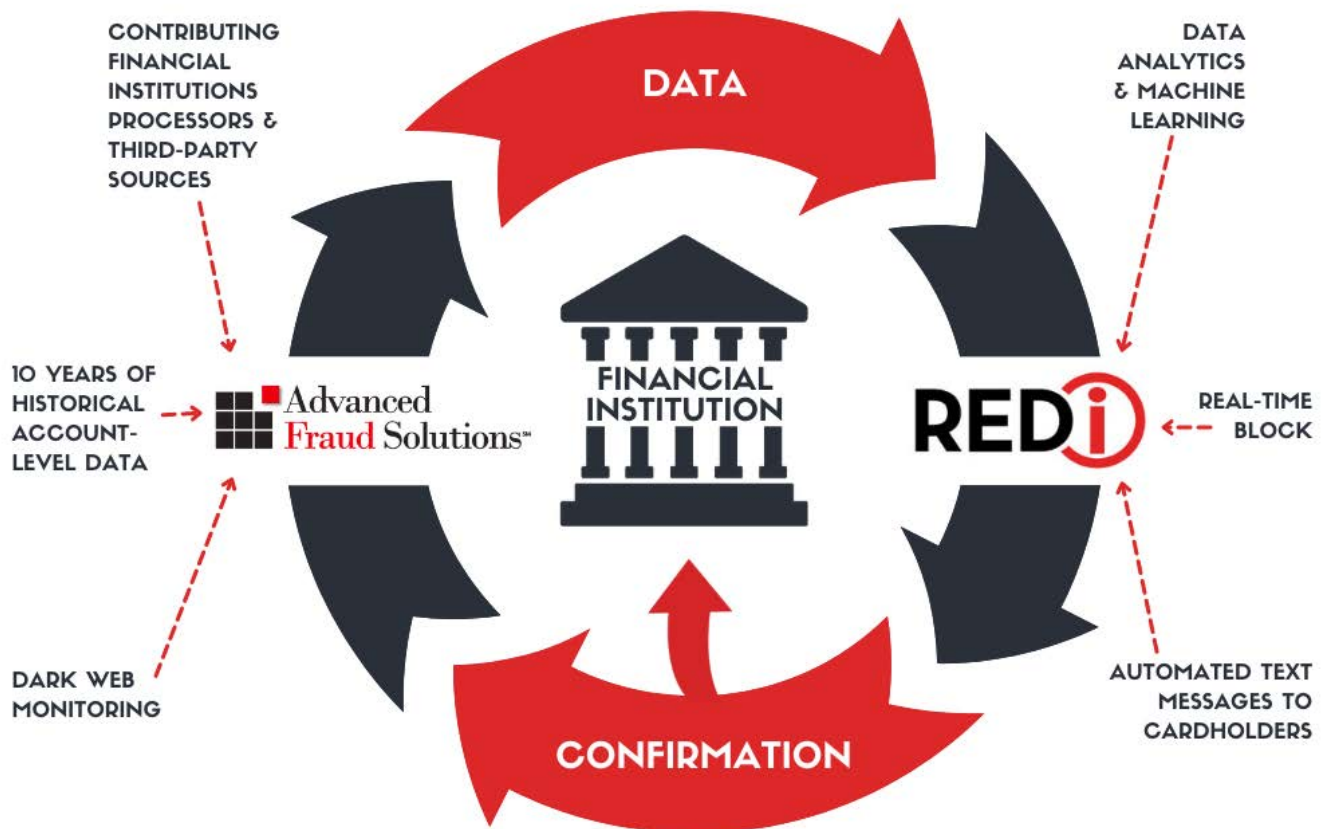 CONTRIBUTING
FINANCIAL
INSTITUTIONS
PROCESSORS &
THIRD-PARTY
SOURCES
DATA
DATA
ANALYTICS
& MACHINE
LEARNING
10 YEARS OF
HISTORICAL
ACCOUNT-
LEVEL DATA
Advanced
Fraud Solutions℠
FINANCIAL
INSTITUTION
REDi
REAL-TIME
BLOCK
DARK WEB
MONITORING
CONFIRMATION
AUTOMATED TEXT
MESSAGES TO
CARDHOLDERS